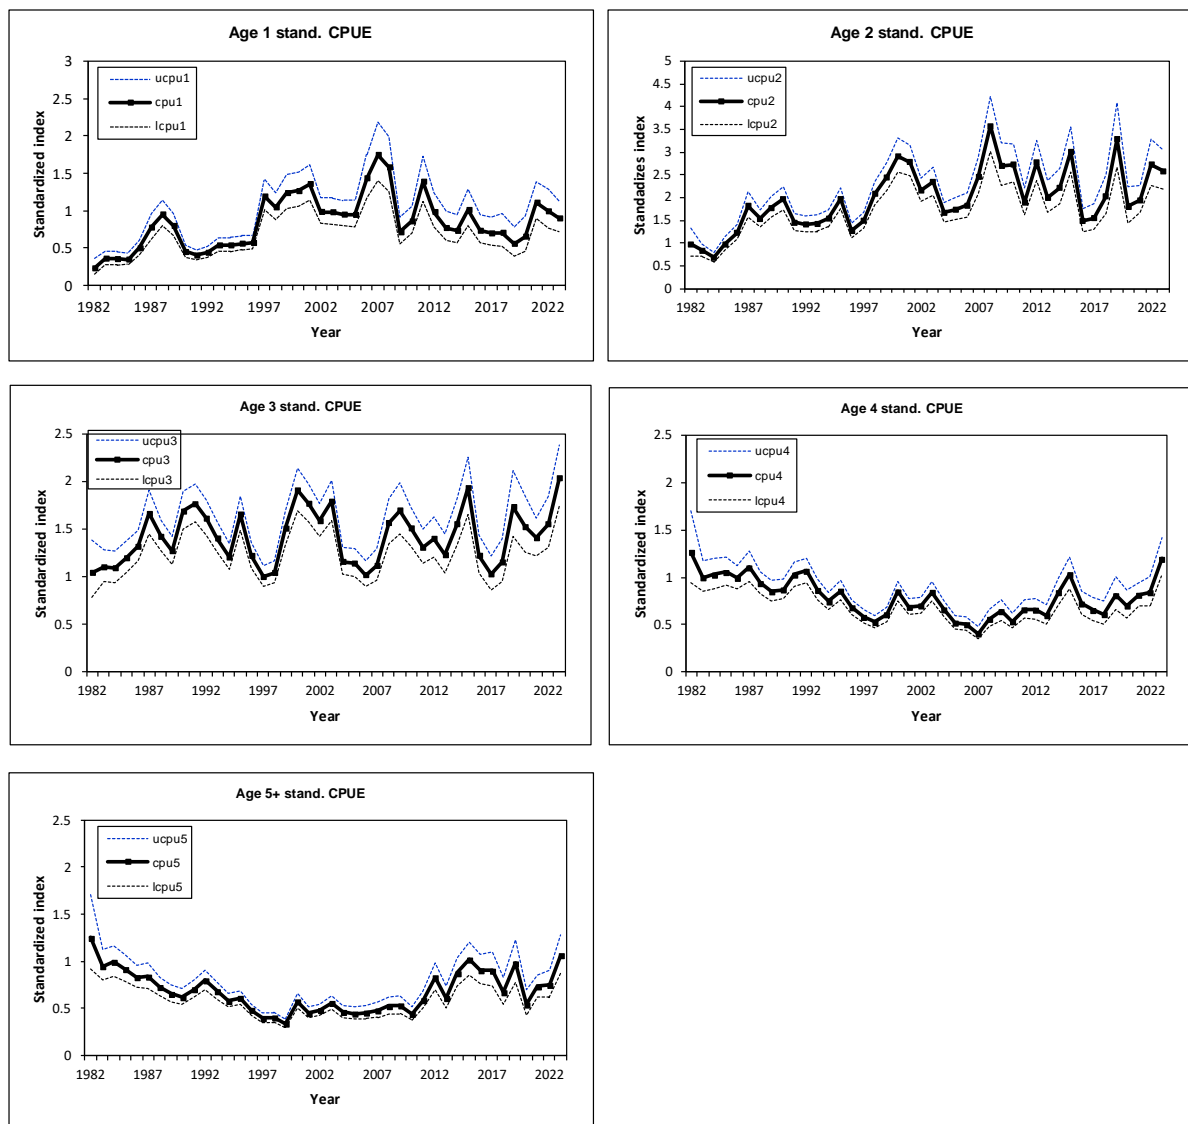 Age 1 stand. CPUE
3
2.5
2
1.5
1
0.5
0
Standardized index
ucpu1
cpu1
lcpu1
1982 1987 1992 1997 2002 2007 2012 2017 2022
Year
Age 2 stand. CPUE
5
4.5
4
3.5
3
2.5
2
1.5
1
0.5
0
Standadizes index
ucpu2
cpu2
lcpu2
1982 1987 1992 1997 2002 2007 2012 2017 2022
Year
Age 3 stand. CPUE
2.5
2
1.5
1
0.5
0
Standardized index
ucpu3
cpu3
lcpu3
1982 1987 1992 1997 2002 2007 2012 2017 2022
Year
Age 4 stand. CPUE
2.5
2
1.5
1
0.5
0
Standardized index
ucpu4
cpu4
lcpu4
1982 1987 1992 1997 2002 2007 2012 2017 2022
Year
Age 5+ stand. CPUE
2.5
2
1.5
1
0.5
0
Standardized index
ucpu5
cpu5
lcpu5
1982 1987 1992 1997 2002 2007 2012 2017 2022
Year